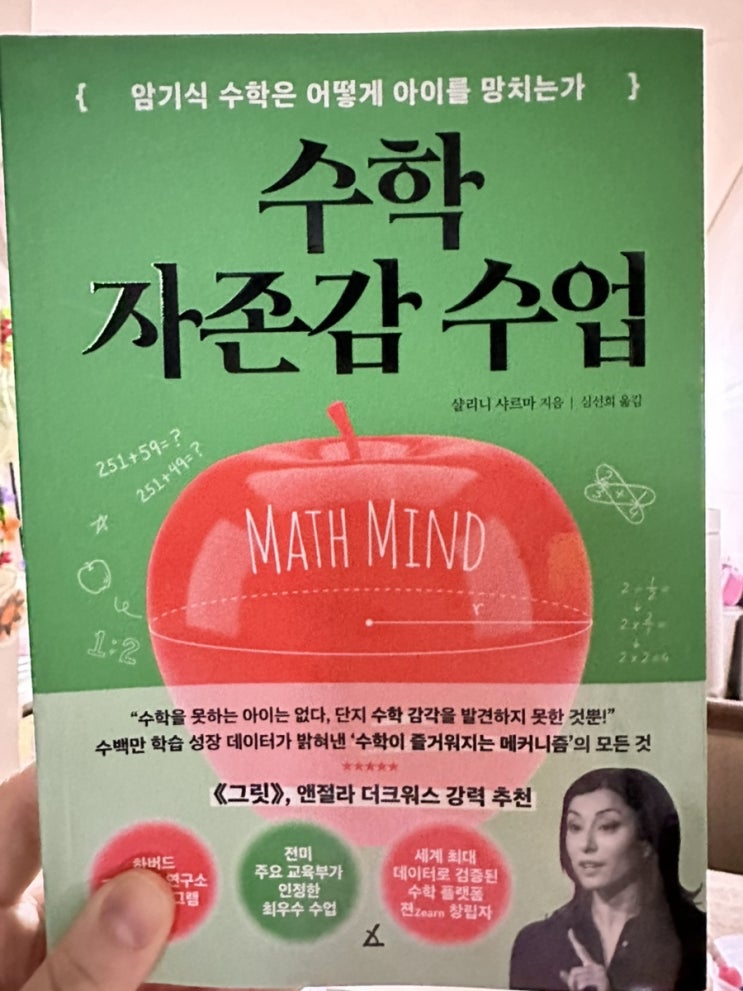 { 암기식 수학은 어떻게 아이를 망치는가 }
수학
자존감 수업
샬리니 샤르마 지음 | 심선희 옮김
251+59=?
251+49=?
MATH MIND
r
1:2
2÷½=
2×2/1=
2×2=4
“수학을 못하는 아이는 없다, 단지 수학 감각을 발견하지 못한 것뿐!”
수백만 학습 성장 데이터가 밝혀낸 ‘수학이 즐거워지는 메커니즘’의 모든 것
★★★★★
《그릿》, 앤절라 더크워스 강력 추천
하버드
연구소
전미
주요 교육부가
인정한
최우수 수업
세계 최대
데이터로 검증된
수학 플랫폼
젼Zearn 창립자